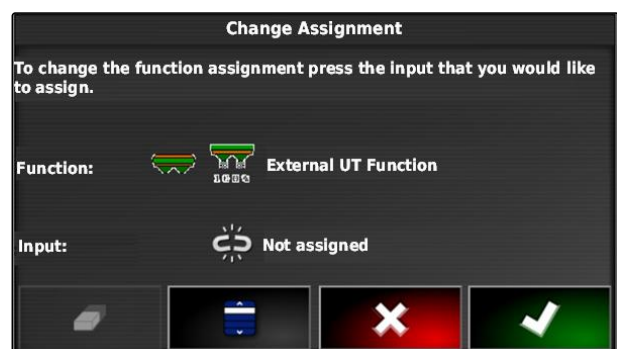 Change Assignment
To change the function assignment press the input that you would like
to assign.
Function:
External UT Function
Input:
Not assigned